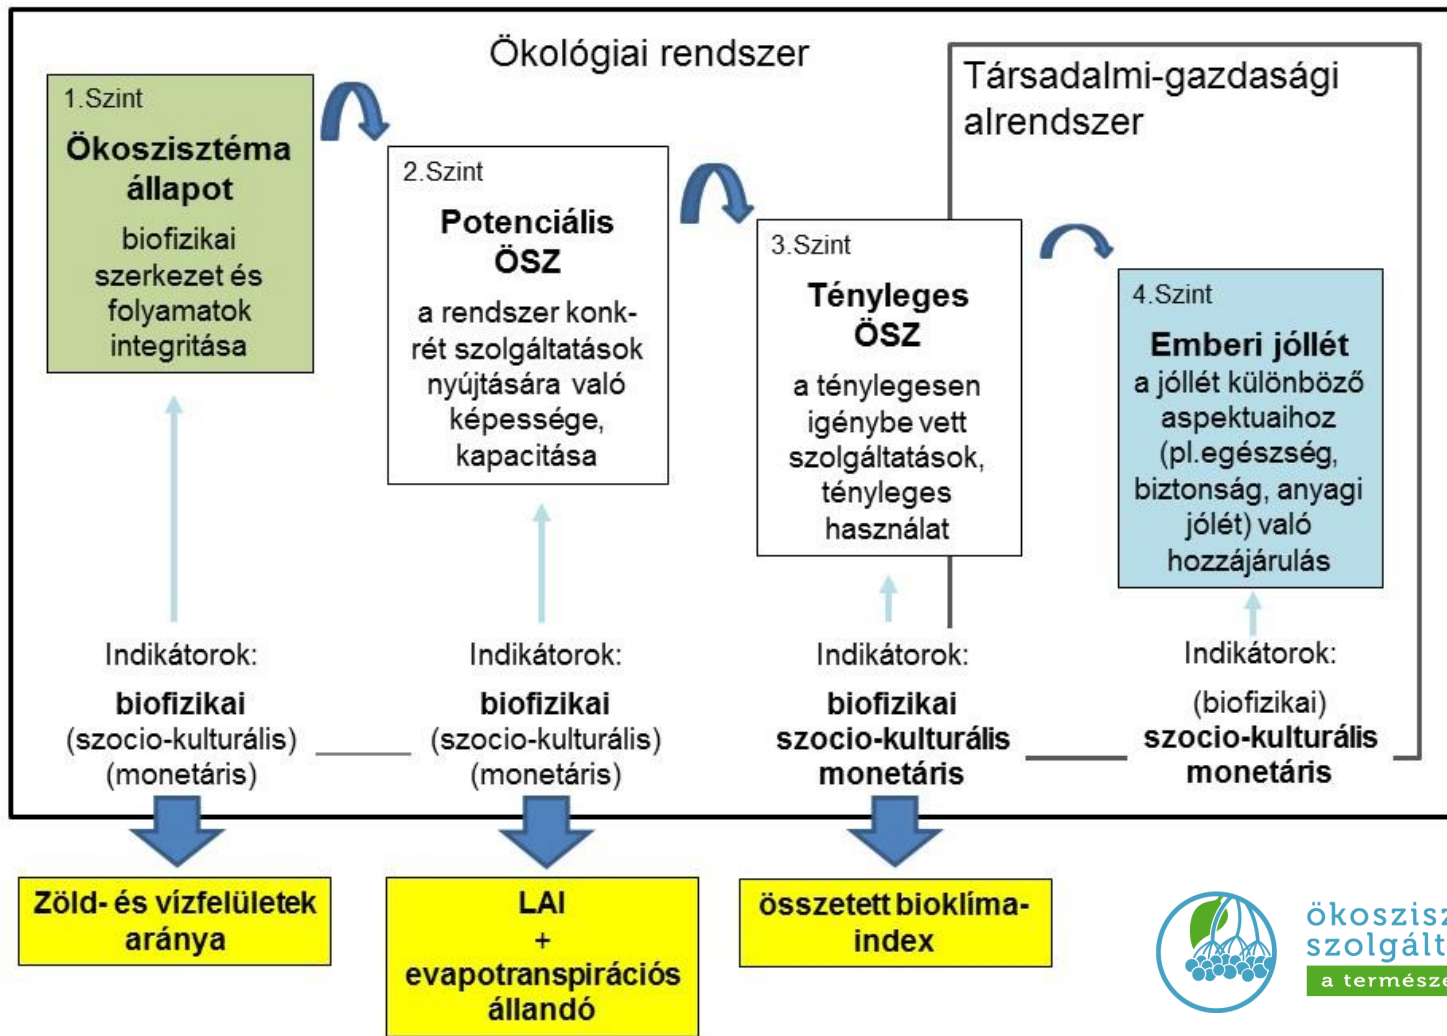 Ökológiai rendszer
Társadalmi-gazdasági
alrendszer
1.Szint
Ökoszisztéma
állapot
biofizikai
szerkezet és
folyamatok
integritása
2.Szint
Potenciális
ÖSZ
a rendszer konk-
rét szolgáltatások
nyújtására való
képessége,
kapacitása
3.Szint
Tényleges
ÖSZ
a ténylegesen
igénybe vett
szolgáltatások,
tényleges
használat
4.Szint
Emberi jóllét
a jóllét különböző
aspektuaihoz
(pl.egészség,
biztonság, anyagi
jólét) való
hozzájárulás
Indikátorok:
biofizikai
(szocio-kulturális)
(monetáris)
Indikátorok:
biofizikai
(szocio-kulturális)
(monetáris)
Indikátorok:
biofizikai
szocio-kulturális
monetáris
Indikátorok:
(biofizikai)
szocio-kulturális
monetáris
Zöld- és vízfelületek
aránya
LAI
+
evapotranspirációs
állandó
összetett bioklíma-
index
ökoszisz
szolgált
a természe